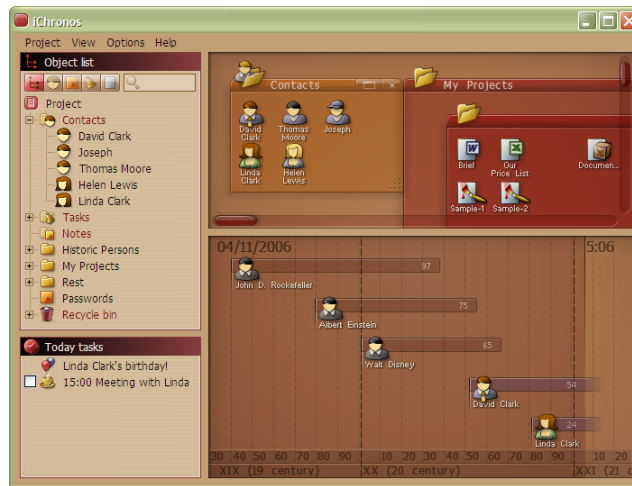 iChronos
Project View Options Help
Object list
Project
Contacts
David Clark
Joseph
Thomas Moore
Helen Lewis
Linda Clark
Tasks
Notes
Historic Persons
My Projects
Rest
Passwords
Recycle bin
Today tasks
Linda Clark's birthday!
15:00 Meeting with Linda
Contacts
David Clark
Thomas Moore
Joseph
Linda Clark
Helen Lewis
My Projects
Brief
Our Price List
Documen...
Sample-1
Sample-2
04/11/2006
5:06
97
John D. Rockefeller
75
Albert Einstein
65
Walt Disney
54
David Clark
24
Linda Clark
30 40 50 60 70 80 90 10 20 30 40 50 60 70 80 90 10 20
XIX (19 century) XX (20 century) XXI (21 c